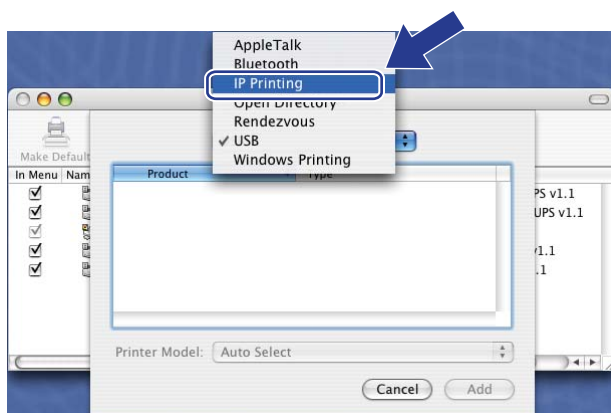 AppleTalk
Bluetooth
IP Printing
Open Directory
Rendezvous
✓ USB
Windows Printing
Make Default
In Menu Nam
Product Type
PS v1.1
UPS v1.1
v1.1
.1
Printer Model: Auto Select
Cancel Add